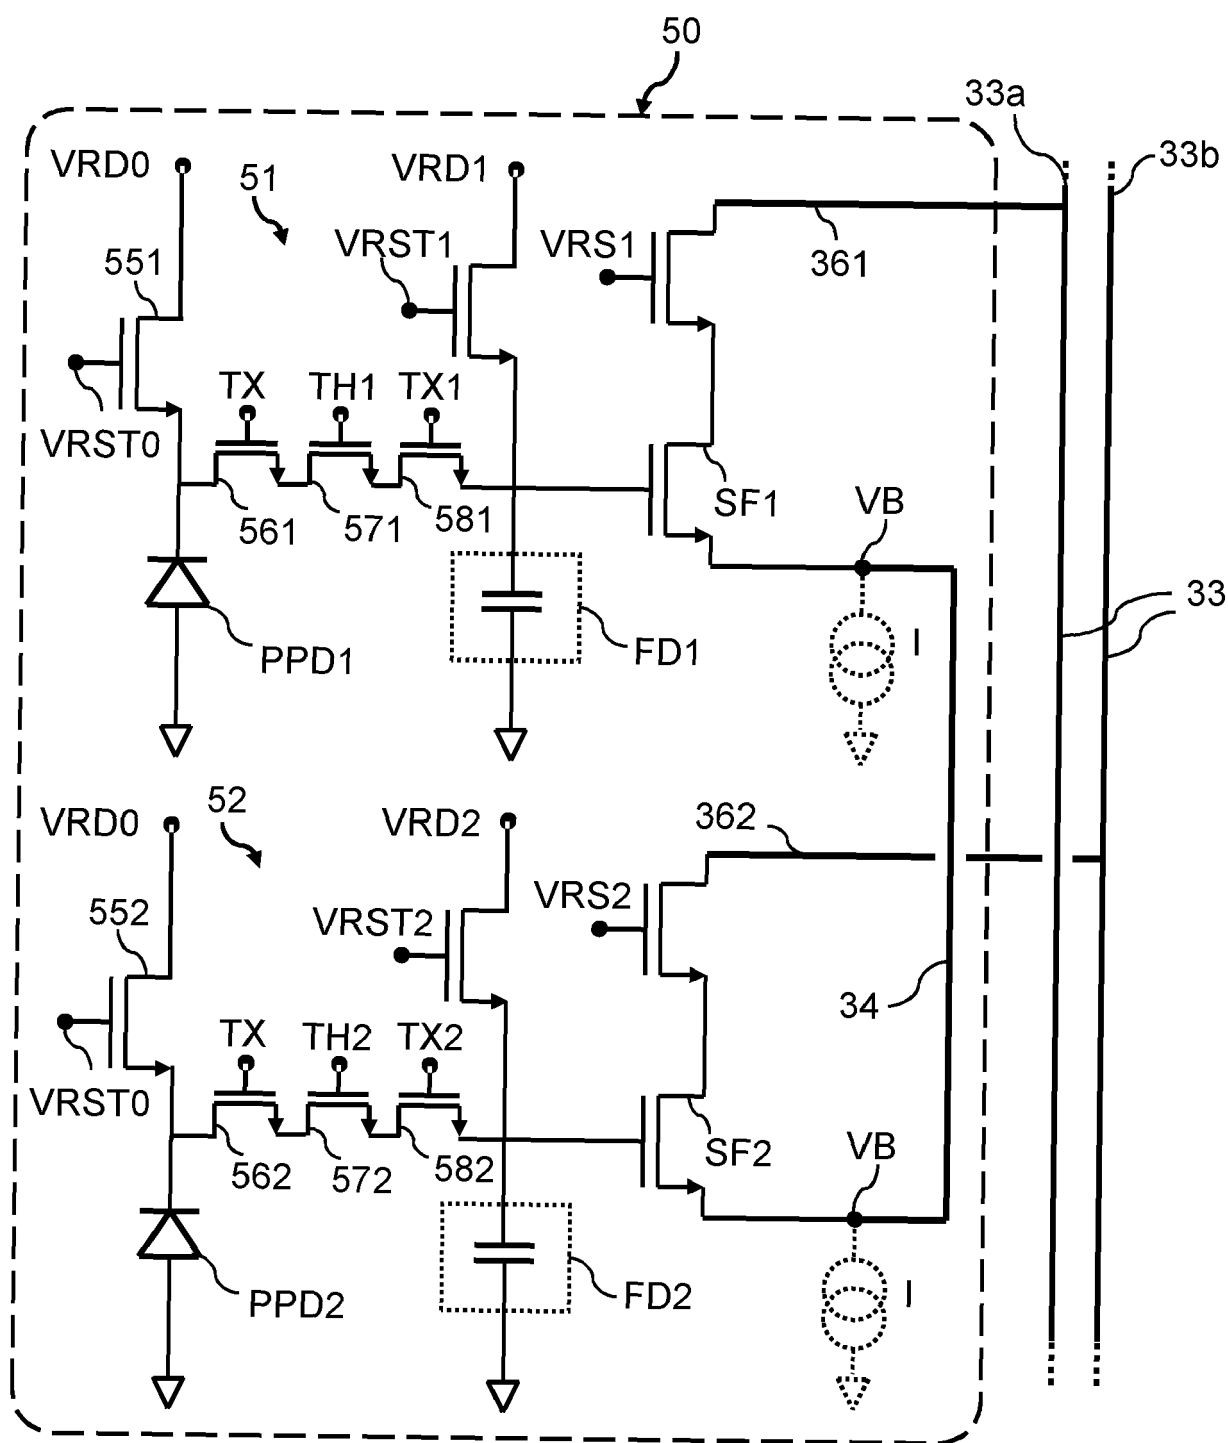 50
33a
33b
VRD0
51
VRD1
VRST1
VRS1
551
361
TX
TH1
TX1
VRST0
561
571
581
SF1
VB
33
PPD1
FD1
I
52
VRD0
VRD2
362
VRS2
552
VRST2
34
TX
TH2
TX2
VRST0
562
572
582
SF2
VB
PPD2
FD2
I